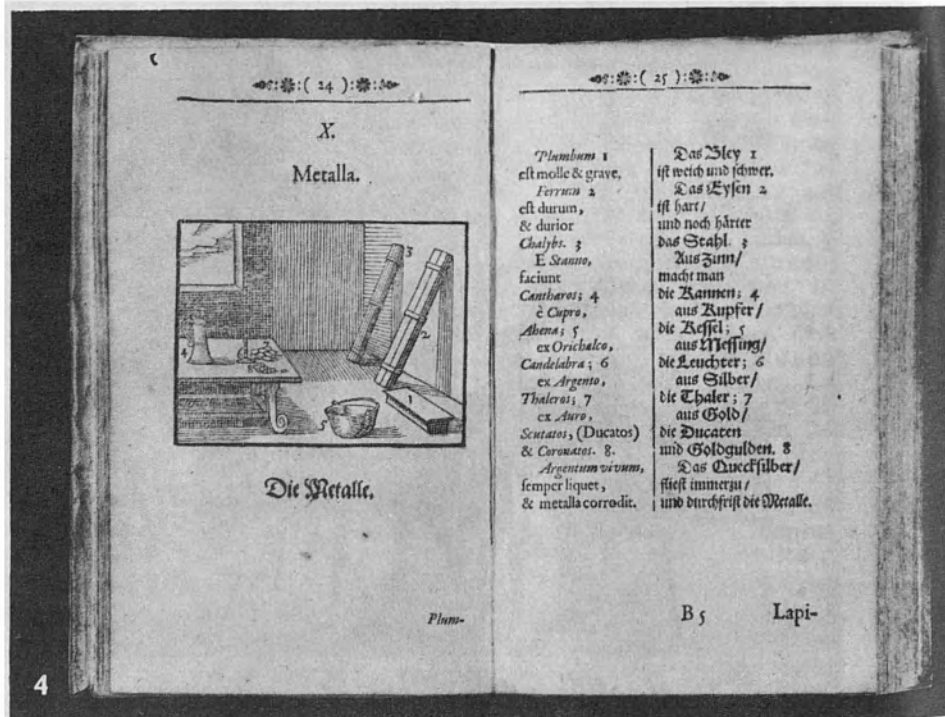 ( 24 )
X.
Metalla.
3
2
4
7
1
Die Metalle.
Plum-
( 25 )
Plumbum 1
est molle & grave,
Ferrum 2
est durum,
& durior
Chalybs. 3
E Stanno,
faciunt
Cantharos; 4
è Cupro,
Ahena; 5
ex Orichalco,
Candelabra; 6
ex Argento,
Thaleros; 7
ex Auro,
Scutatos, (Ducatos)
& Coronatos. 8.
Argentum vivum,
semper liquet,
& metalla corrodit.
Das Bley 1
ist weich und schwer.
Das Eysen 2
ist hart/
und noch härter
das Stahl. 3
Aus Zinn/
macht man
die Kannen; 4
aus Kupfer/
die Kessel; 5
aus Messing/
die Leuchter; 6
aus Silber/
die Thaler; 7
aus Gold/
die Ducaten
und Goldgulden. 8
Das Quecksilber/
fliest immerzu/
und durchfrist die Metalle.
B 5 Lapi-
4